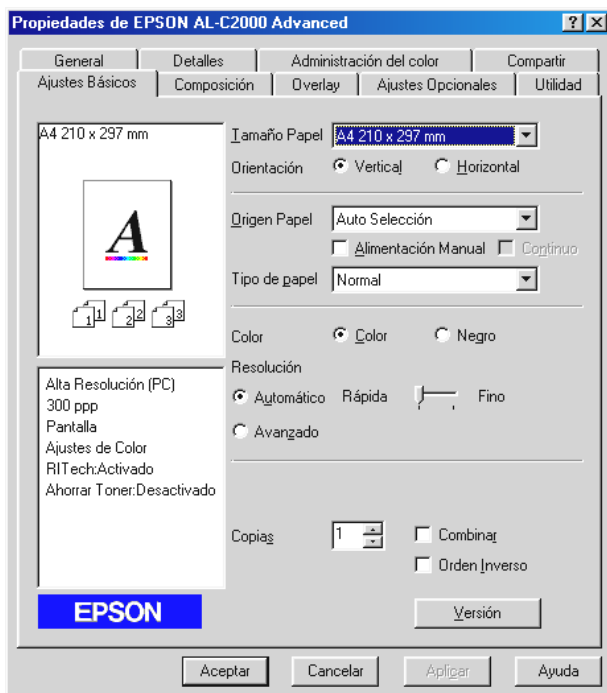 Propiedades de EPSON AL-C2000 Advanced
General Detalles Administración del color Compartir
Ajustes Básicos Composición Overlay Ajustes Opcionales Utilidad
A4 210 x 297 mm
A
1 1 2 2 3 3
Tamaño Papel A4 210 x 297 mm
Orientación Vertical Horizontal
Origen Papel Auto Selección
Alimentación Manual Continuo
Tipo de papel Normal
Color Color Negro
Resolución
Automático Rápida Fino
Avanzado
Alta Resolución (PC)
300 ppp
Pantalla
Ajustes de Color
RITech:Activado
Ahorrar Toner:Desactivado
Copias 1 Combinar
Orden Inverso
EPSON
Versión
Aceptar Cancelar Aplicar Ayuda